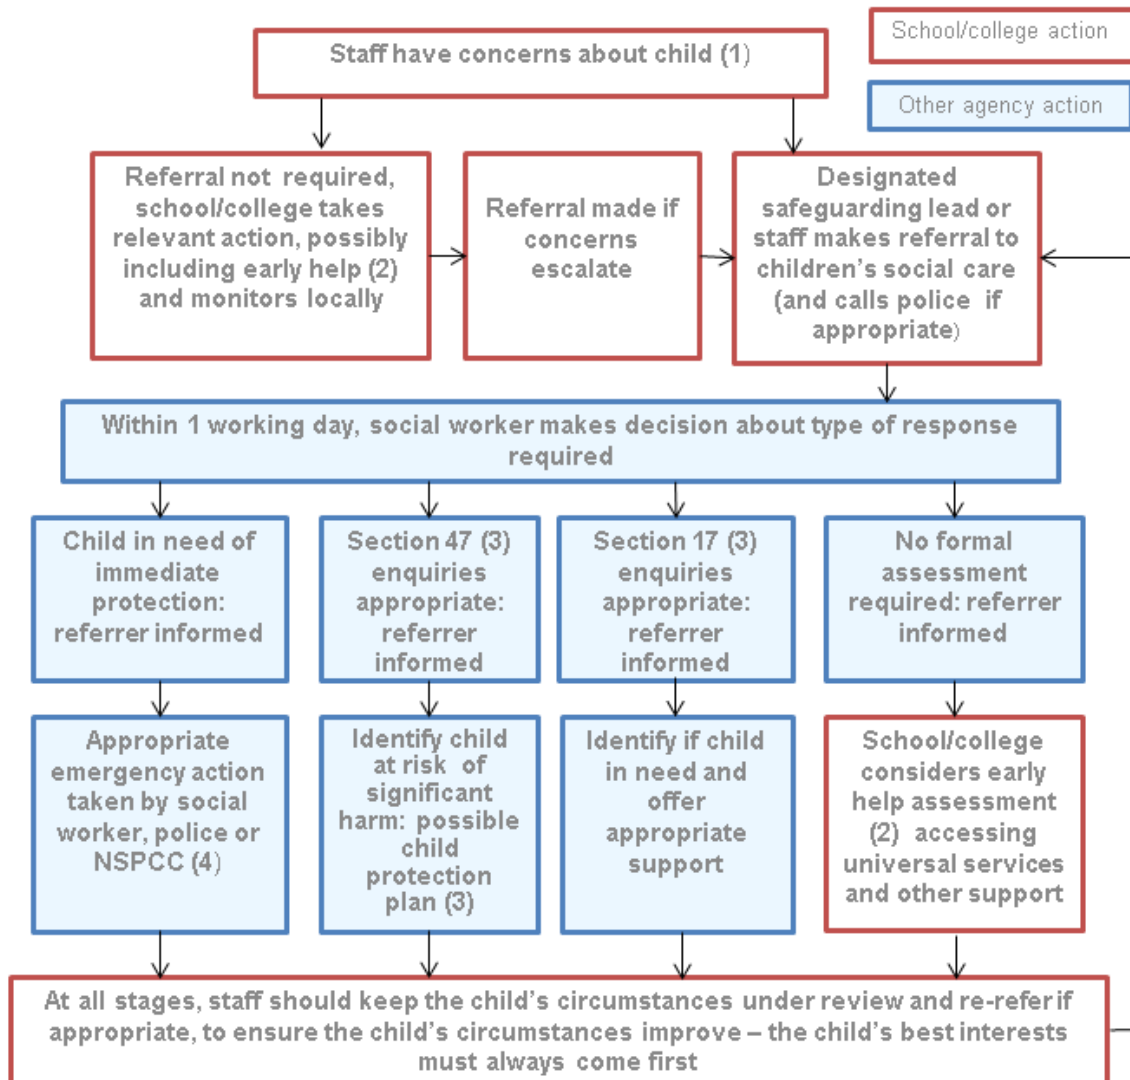 School/college action
Staff have concerns about child (1)
Other agency action
Referral not required,
school/college takes
relevant action, possibly
including early help (2)
and monitors locally
Referral made if
concerns
escalate
Designated
safeguarding lead or
staff makes referral to
children's social care
(and calls police if
appropriate)
Within 1 working day, social worker makes decision about type of response
required
Child in need of
immediate
protection:
referrer informed
Section 47 (3)
enquiries
appropriate:
referrer
informed
Section 17 (3)
enquiries
appropriate:
referrer
informed
No formal
assessment
required: referrer
informed
Appropriate
emergency action
taken by social
worker, police or
NSPCC (4)
Identify child
at risk of
significant
harm: possible
child
protection
plan (3)
Identify if child
in need and
offer
appropriate
support
School/college
considers early
help assessment
(2) accessing
universal services
and other support
At all stages, staff should keep the child's circumstances under review and re-refer if
appropriate, to ensure the child's circumstances improve – the child's best interests
must always come first